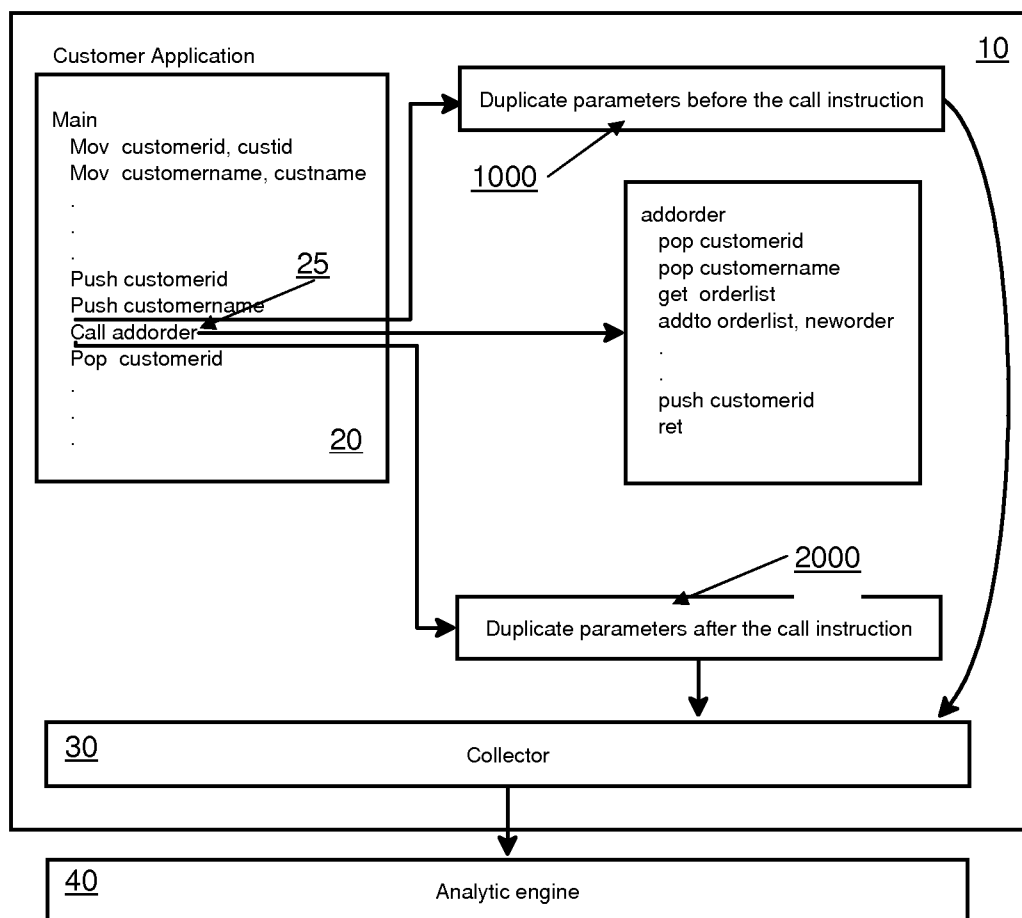 10
Customer Application
Main
Mov customerid, custid
Mov customername, custname
.
.
.
Push customerid
Push customername
Call addorder
Pop customerid
.
.
.
20
25
Duplicate parameters before the call instruction
1000
addorder
pop customerid
pop customername
get orderlist
addto orderlist, neworder
.
.
push customerid
ret
2000
Duplicate parameters after the call instruction
30
Collector
40
Analytic engine